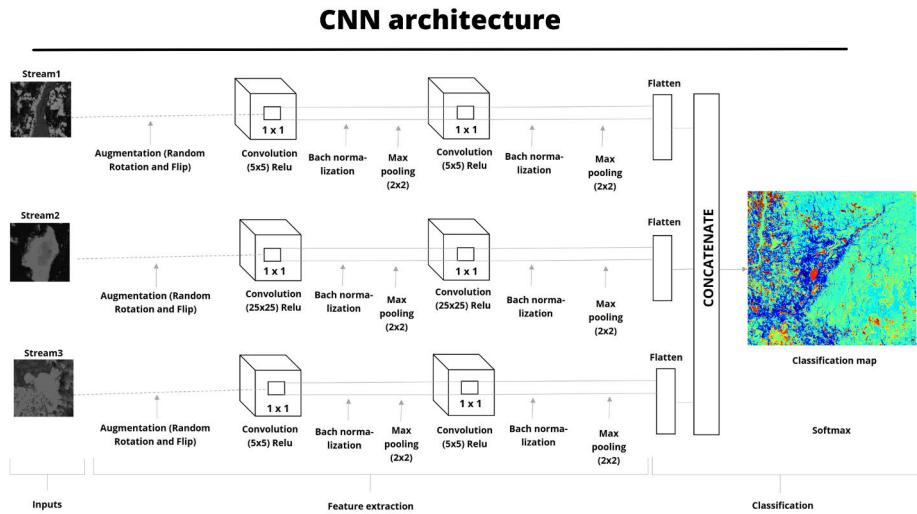 CNN architecture
Stream1
1 x 1
1 x 1
Flatten
Augmentation (Random
Rotation and Flip)
Convolution
(5x5) Relu
Bach norma-
lization
Max
pooling
(2x2)
Convolution
(5x5) Relu
Bach norma-
lization
Max
pooling
(2x2)
Stream2
1 x 1
1 x 1
Flatten
Augmentation (Random
Rotation and Flip)
Convolution
(25x25) Relu
Bach norma-
lization
Max
pooling
(2x2)
Convolution
(25x25) Relu
Bach norma-
lization
Max
pooling
(2x2)
Stream3
1 x 1
1 x 1
Flatten
Augmentation (Random
Rotation and Flip)
Convolution
(5x5) Relu
Bach norma-
lization
Max
pooling
(2x2)
Convolution
(5x5) Relu
Bach norma-
lization
Max
pooling
(2x2)
CONCATENATE
Classification map
Softmax
Inputs
Feature extraction
Classification